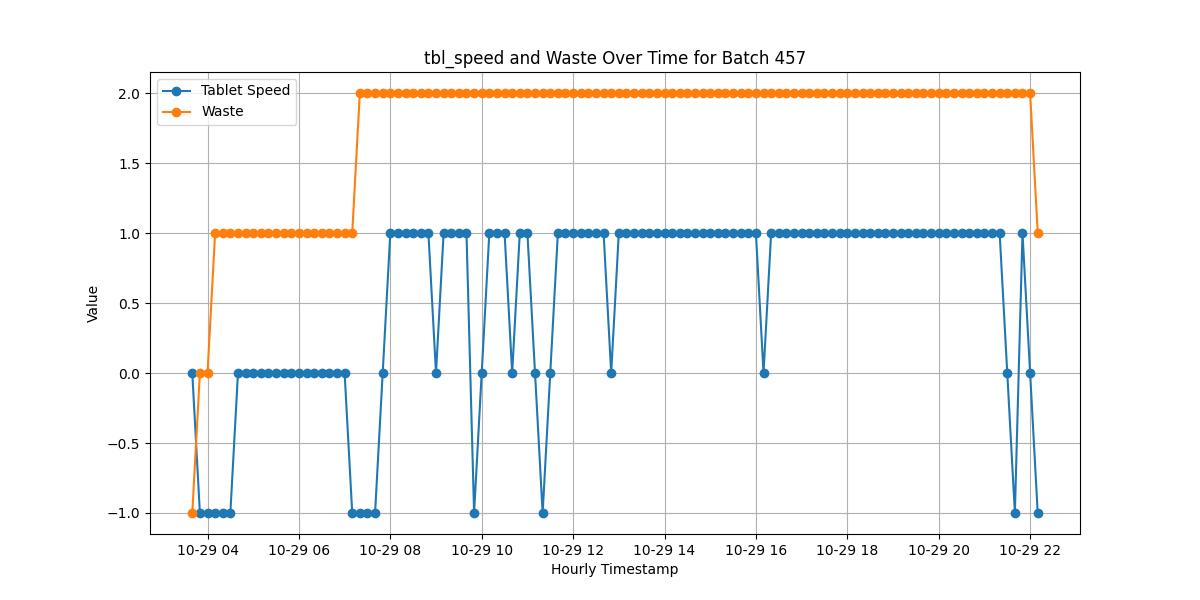 tbl_speed and Waste Over Time for Batch 457
Tablet Speed
Waste
2.0
1.5
1.0
0.5
0.0
−0.5
−1.0
Value
10-29 04 10-29 06 10-29 08 10-29 10 10-29 12 10-29 14 10-29 16 10-29 18 10-29 20 10-29 22
Hourly Timestamp